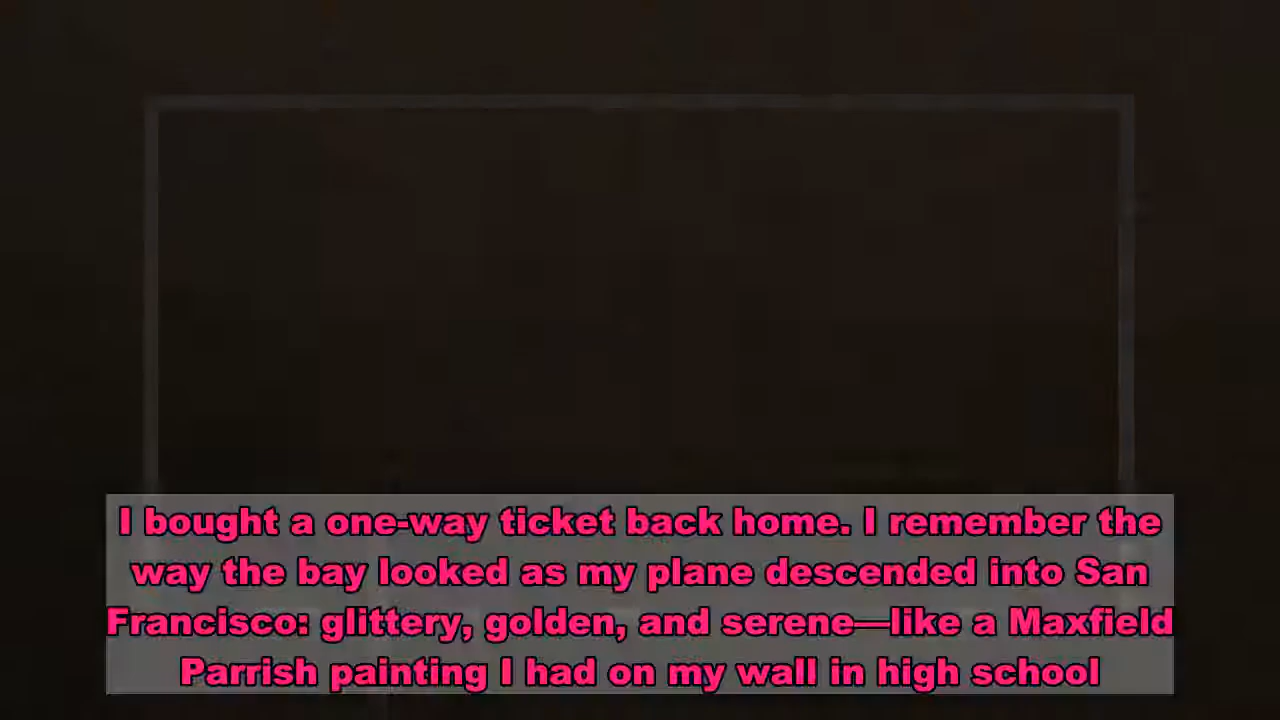 I bought a one-way ticket back home. I remember the
way the bay looked as my plane descended into San
Francisco: glittery, golden, and serene—like a Maxfield
Parrish painting I had on my wall in high school